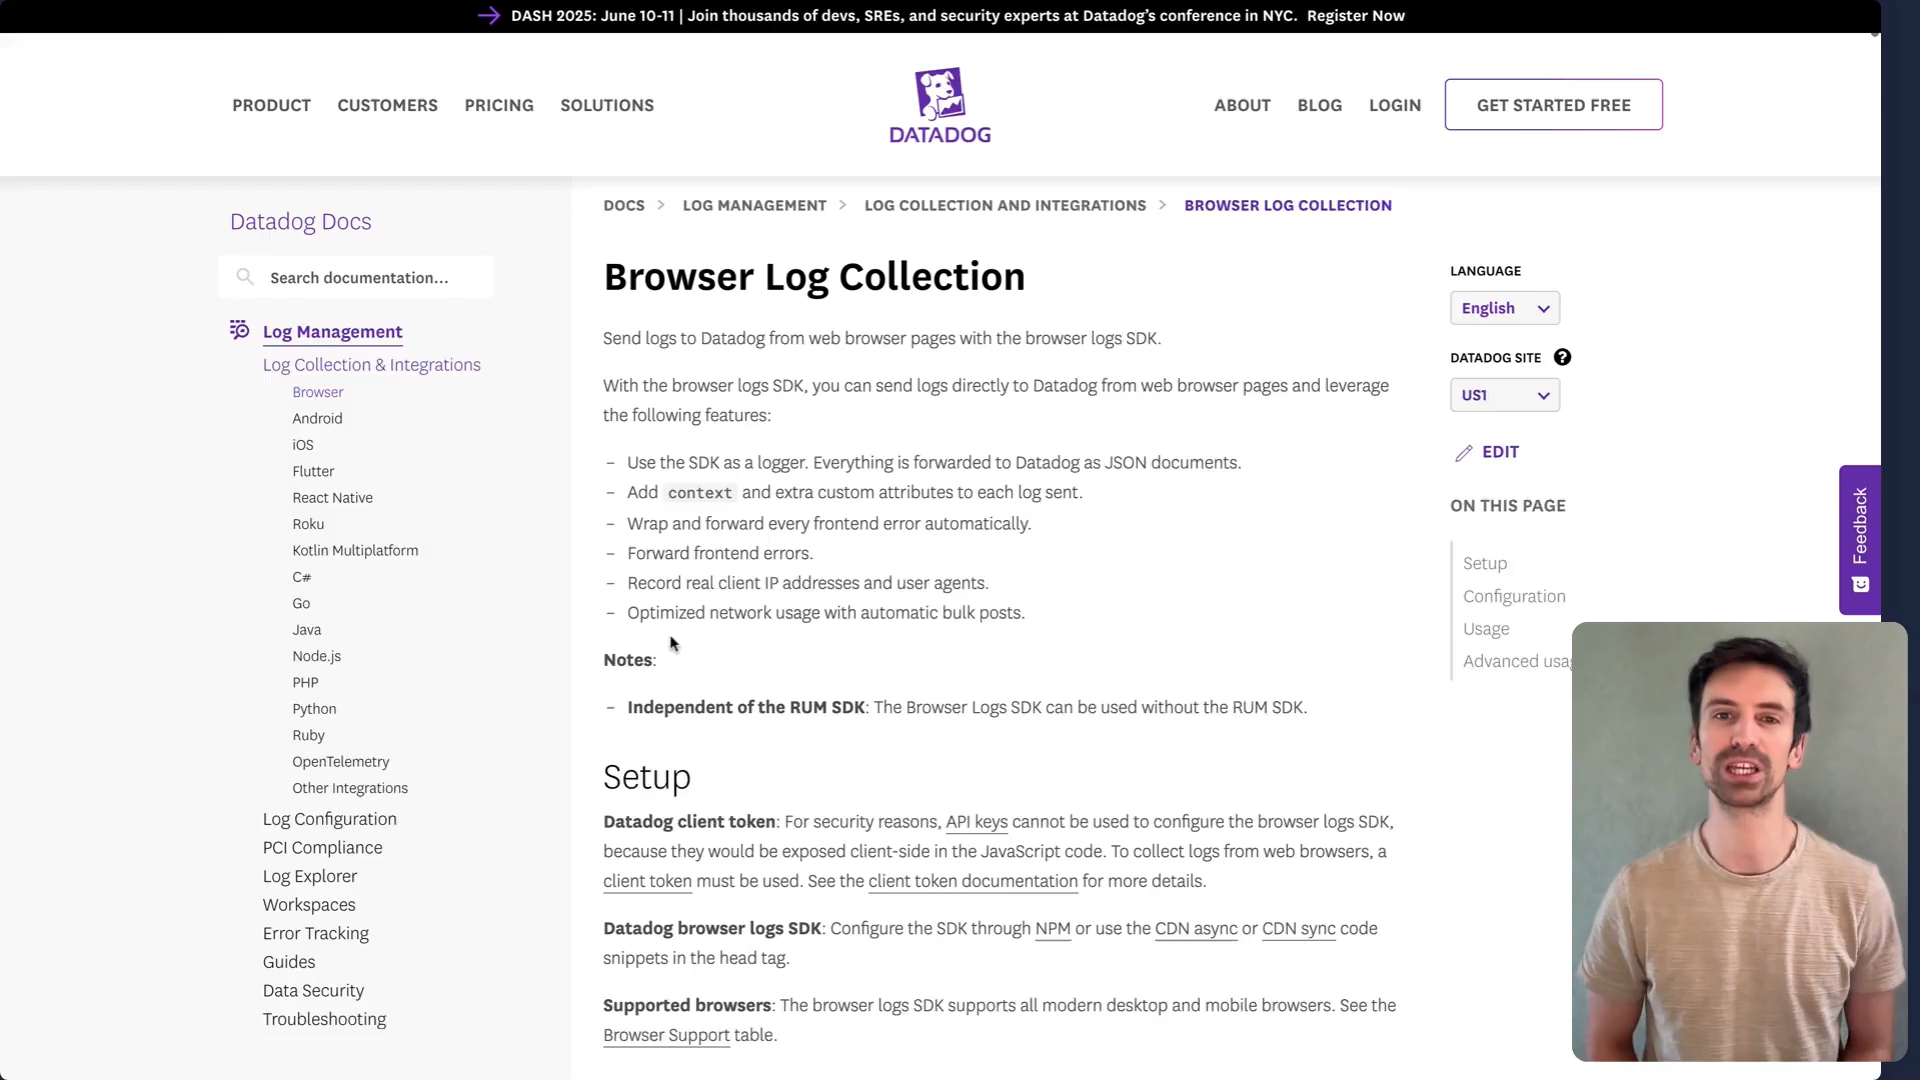 DASH 2025: June 10-11 | Join thousands of devs, SREs, and security experts at Datadog's conference in NYC. Register Now
PRODUCT CUSTOMERS PRICING SOLUTIONS
DATADOG
ABOUT BLOG LOGIN GET STARTED FREE
Datadog Docs
Search documentation...
Log Management
Log Collection & Integrations
Browser
Android
iOS
Flutter
React Native
Roku
Kotlin Multiplatform
C#
Go
Java
Node.js
PHP
Python
Ruby
OpenTelemetry
Other Integrations
Log Configuration
PCI Compliance
Log Explorer
Workspaces
Error Tracking
Guides
Data Security
Troubleshooting
DOCS > LOG MANAGEMENT > LOG COLLECTION AND INTEGRATIONS > BROWSER LOG COLLECTION
Browser Log Collection
Send logs to Datadog from web browser pages with the browser logs SDK.
With the browser logs SDK, you can send logs directly to Datadog from web browser pages and leverage
the following features:
– Use the SDK as a logger. Everything is forwarded to Datadog as JSON documents.
– Add context and extra custom attributes to each log sent.
– Wrap and forward every frontend error automatically.
– Forward frontend errors.
– Record real client IP addresses and user agents.
– Optimized network usage with automatic bulk posts.
Notes:
– Independent of the RUM SDK: The Browser Logs SDK can be used without the RUM SDK.
Setup
Datadog client token: For security reasons, API keys cannot be used to configure the browser logs SDK,
because they would be exposed client-side in the JavaScript code. To collect logs from web browsers, a
client token must be used. See the client token documentation for more details.
Datadog browser logs SDK: Configure the SDK through NPM or use the CDN async or CDN sync code
snippets in the head tag.
Supported browsers: The browser logs SDK supports all modern desktop and mobile browsers. See the
Browser Support table.
LANGUAGE
English
DATADOG SITE ?
US1
EDIT
ON THIS PAGE
Setup
Configuration
Usage
Advanced usa
Feedback